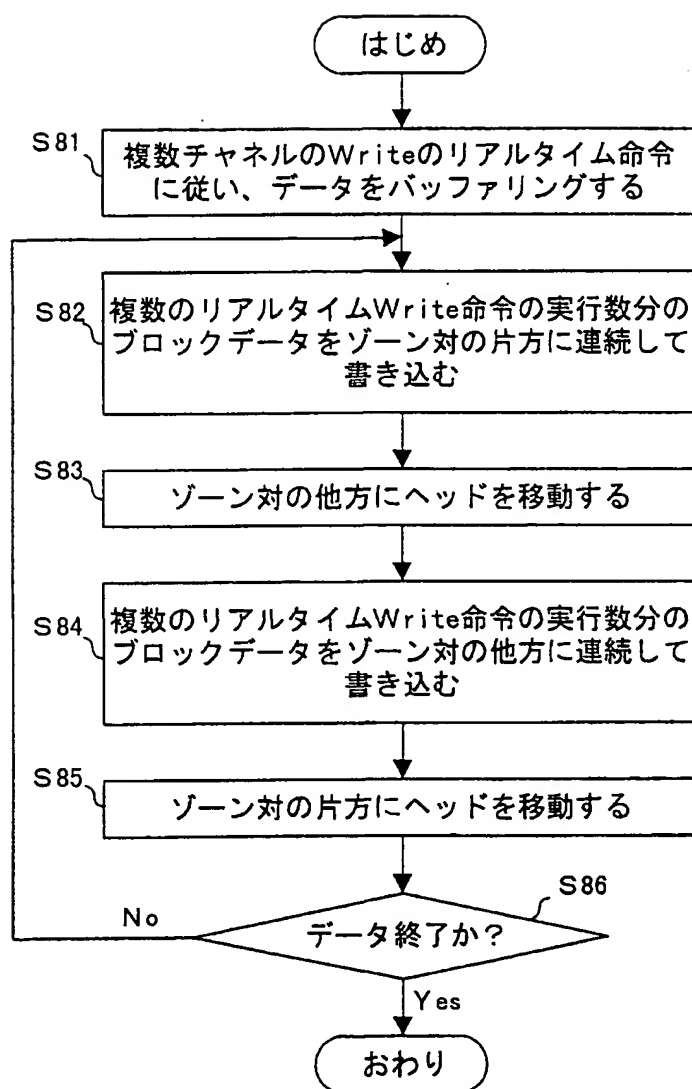 はじめ
S81
複数チャネルのWriteのリアルタイム命令
に従い、データをバッファリングする
S82
複数のリアルタイムWrite命令の実行数分の
ブロックデータをゾーン対の片方に連続して
書き込む
S83
ゾーン対の他方にヘッドを移動する
S84
複数のリアルタイムWrite命令の実行数分の
ブロックデータをゾーン対の他方に連続して
書き込む
S85
ゾーン対の片方にヘッドを移動する
S86
No
データ終了か?
Yes
おわり